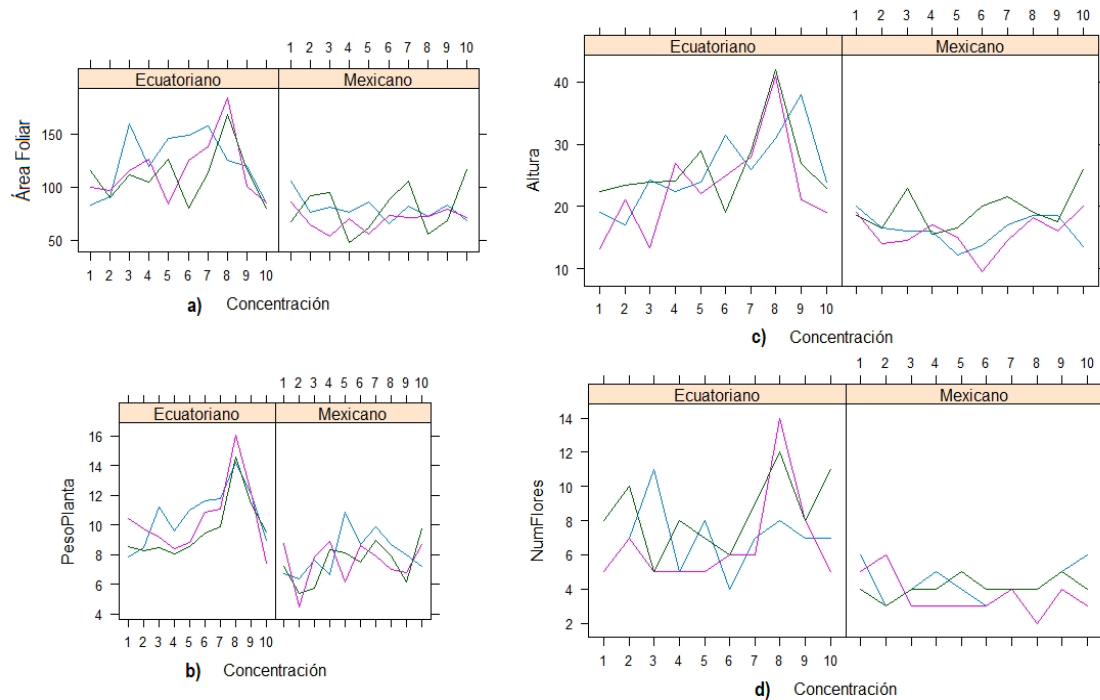 1 2 3 4 5 6 7 8 9 10
Ecuatoriano Mexicano
Área Foliar
150
100
50
1 2 3 4 5 6 7 8 9 10
a) Concentración
1 2 3 4 5 6 7 8 9 10
Ecuatoriano Mexicano
Altura
40
30
20
10
1 2 3 4 5 6 7 8 9 10
c) Concentración
1 2 3 4 5 6 7 8 9 10
Ecuatoriano Mexicano
PesoPlanta
16
14
12
10
8
6
4
1 2 3 4 5 6 7 8 9 10
b) Concentración
1 2 3 4 5 6 7 8 9 10
Ecuatoriano Mexicano
NumFlores
14
12
10
8
6
4
2
1 2 3 4 5 6 7 8 9 10
d) Concentración